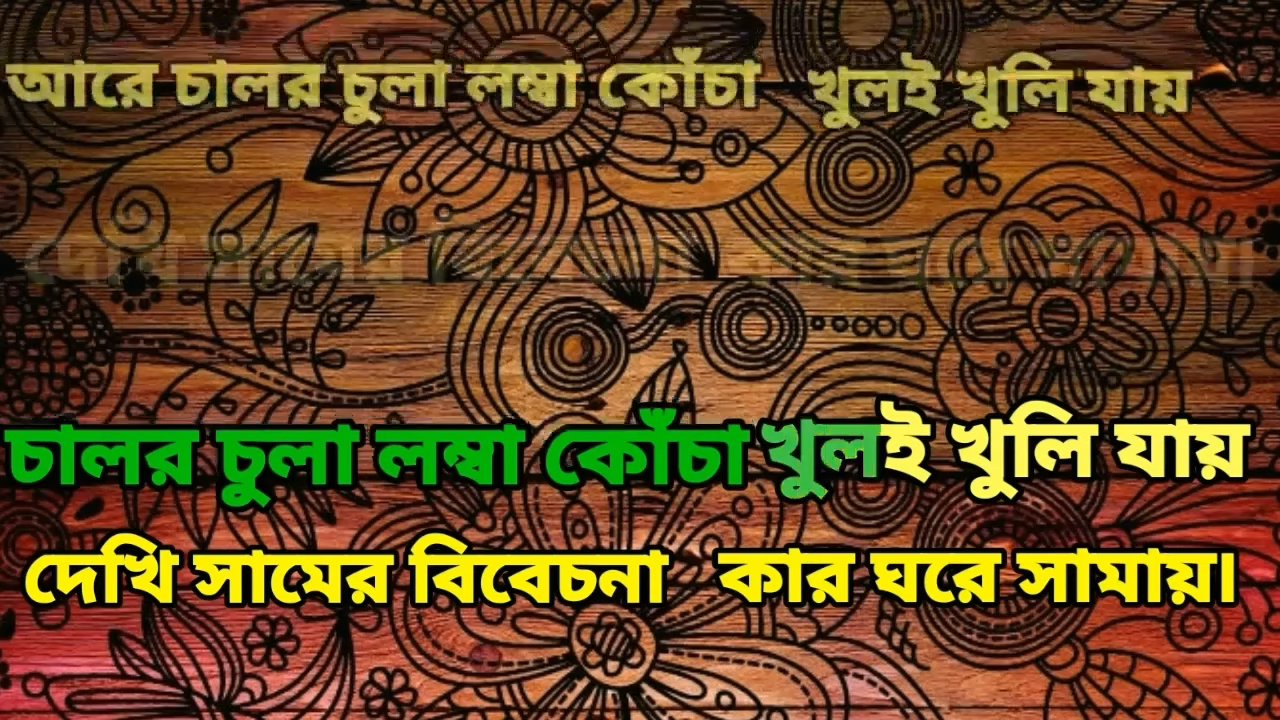 আরে চালর চুলা লম্বা কোঁচা খুলই খুলি যায়
চালর চুলা লম্বা কোঁচা খুলই খুলি যায়
দেখি সামের বিবেচনা কার ঘরে সামায়।